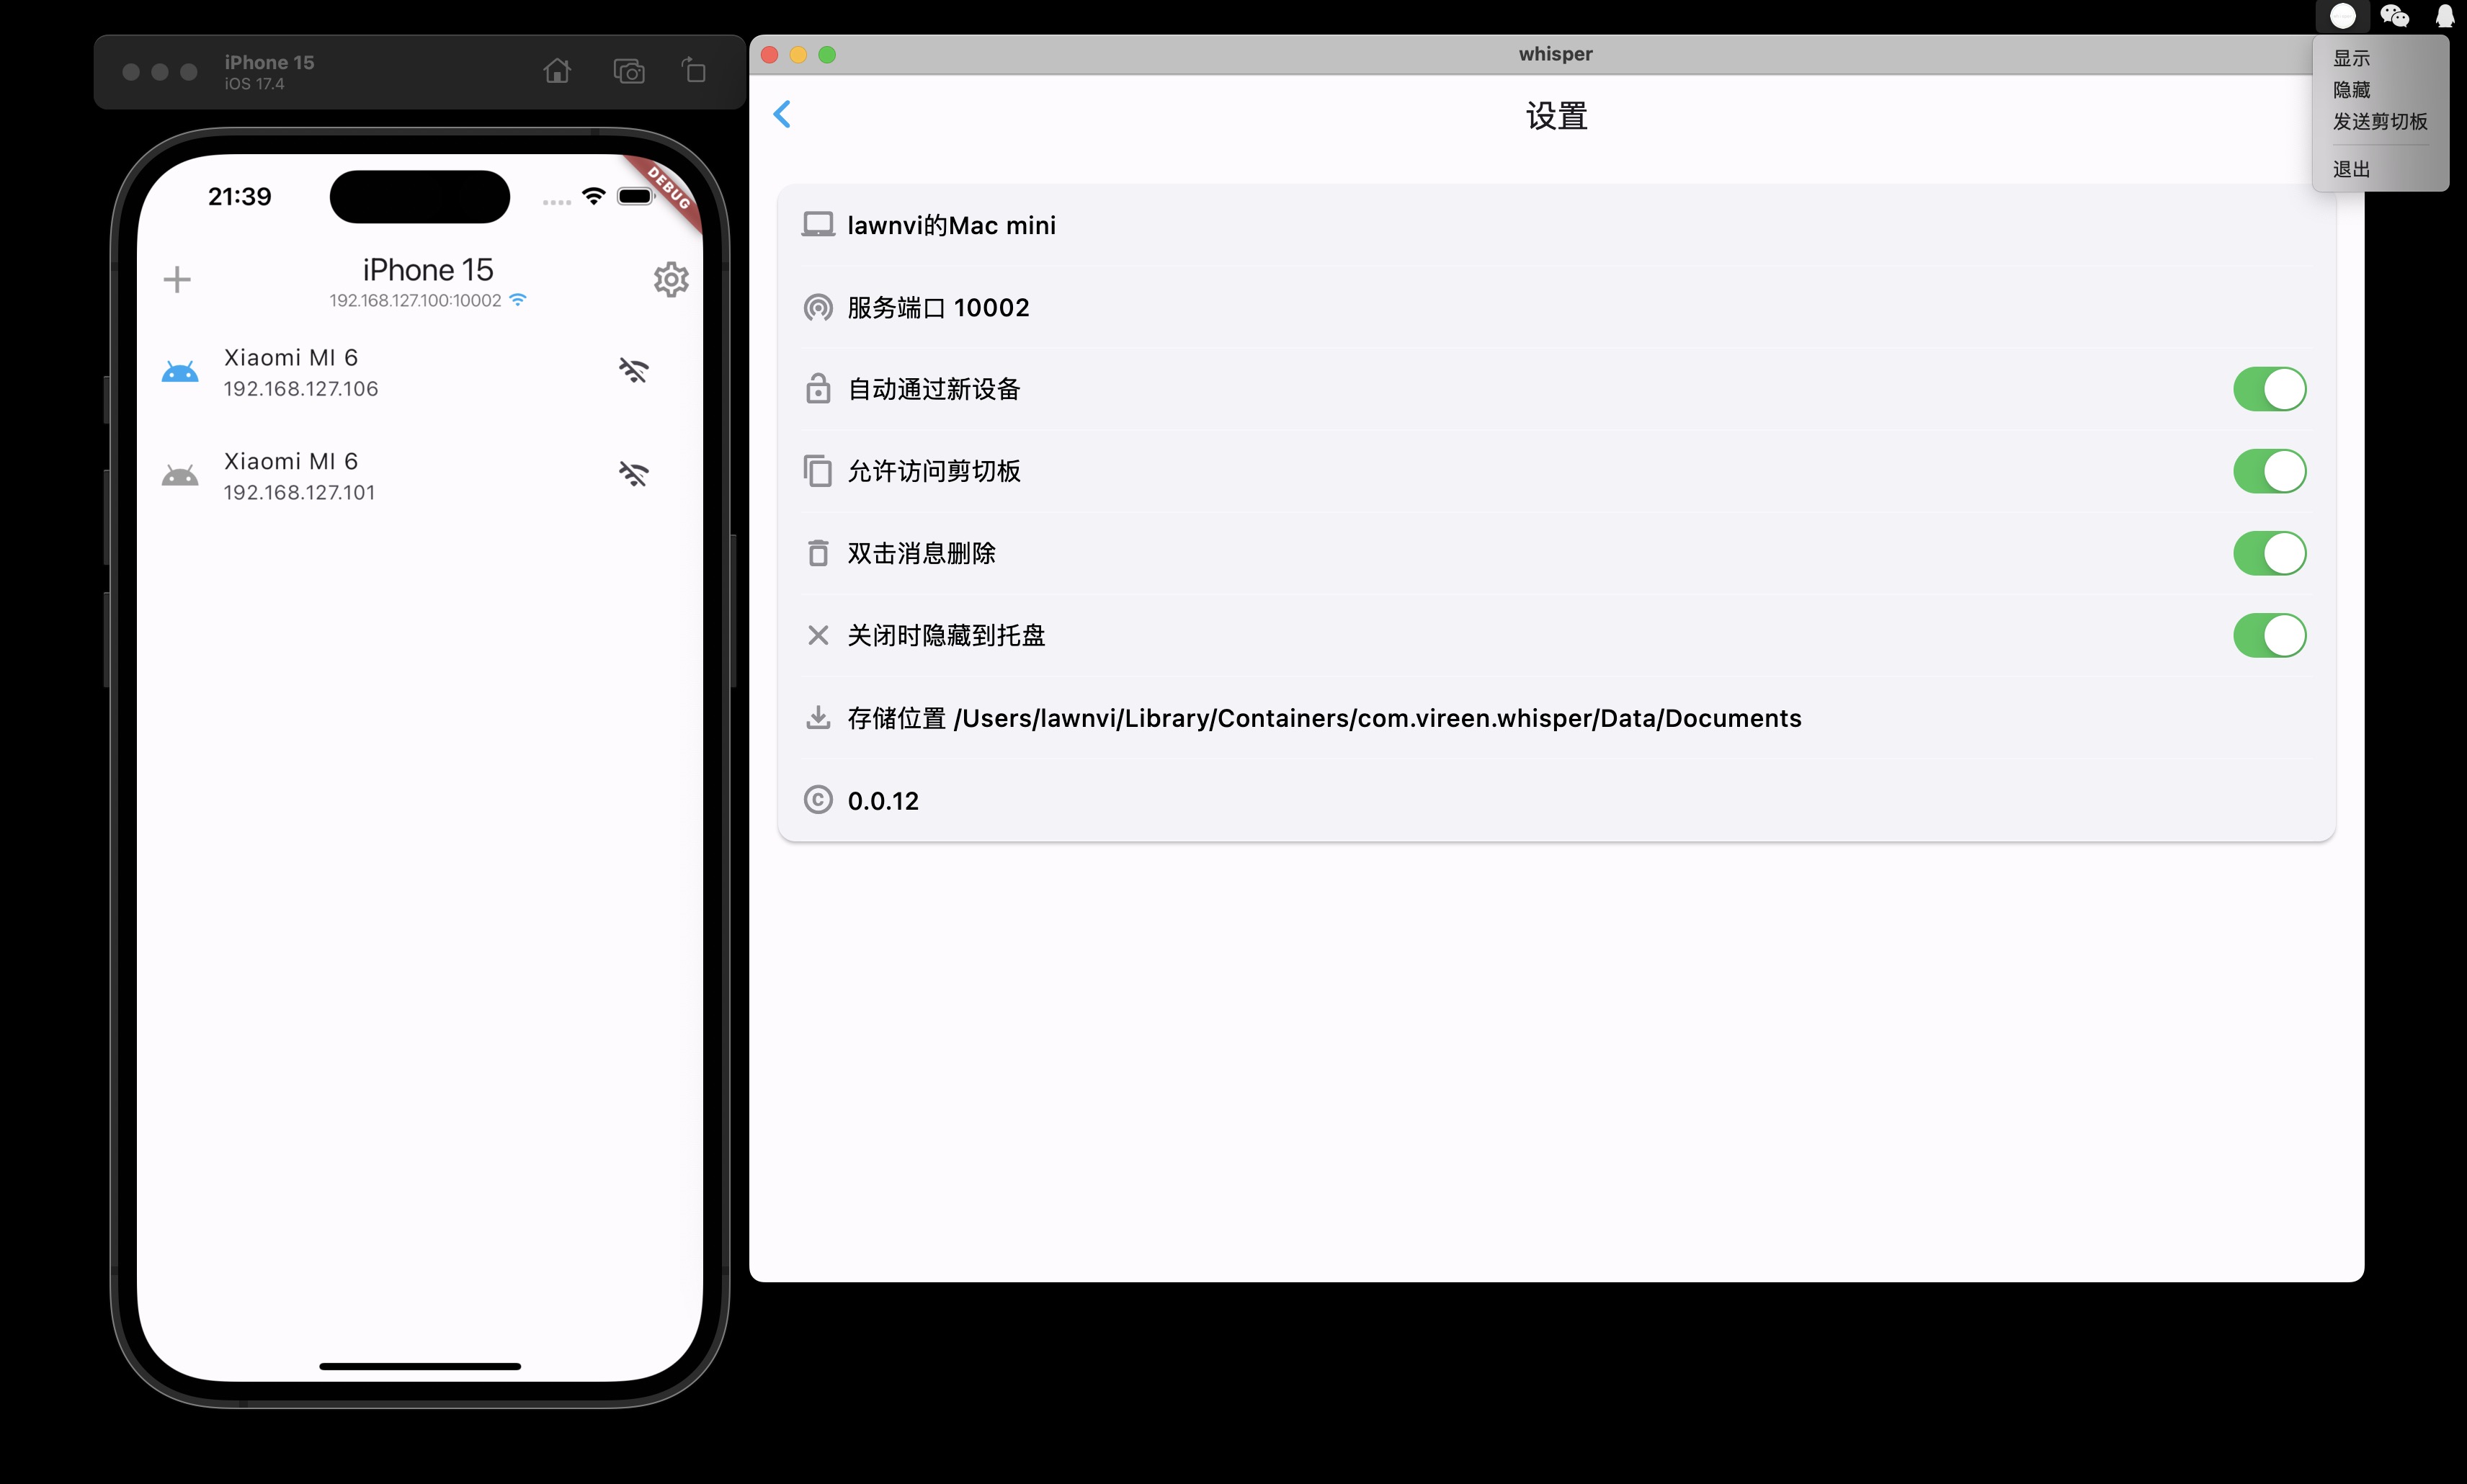 iPhone 15
iOS 17.4
21:39
DEBUG
iPhone 15
192.168.127.100:10002
Xiaomi MI 6
192.168.127.106
Xiaomi MI 6
192.168.127.101
whisper
设置
lawnvi的Mac mini
服务端口 10002
自动通过新设备
允许访问剪切板
双击消息删除
关闭时隐藏到托盘
存储位置 /Users/lawnvi/Library/Containers/com.vireen.whisper/Data/Documents
0.0.12
显示
隐藏
发送剪切板
退出